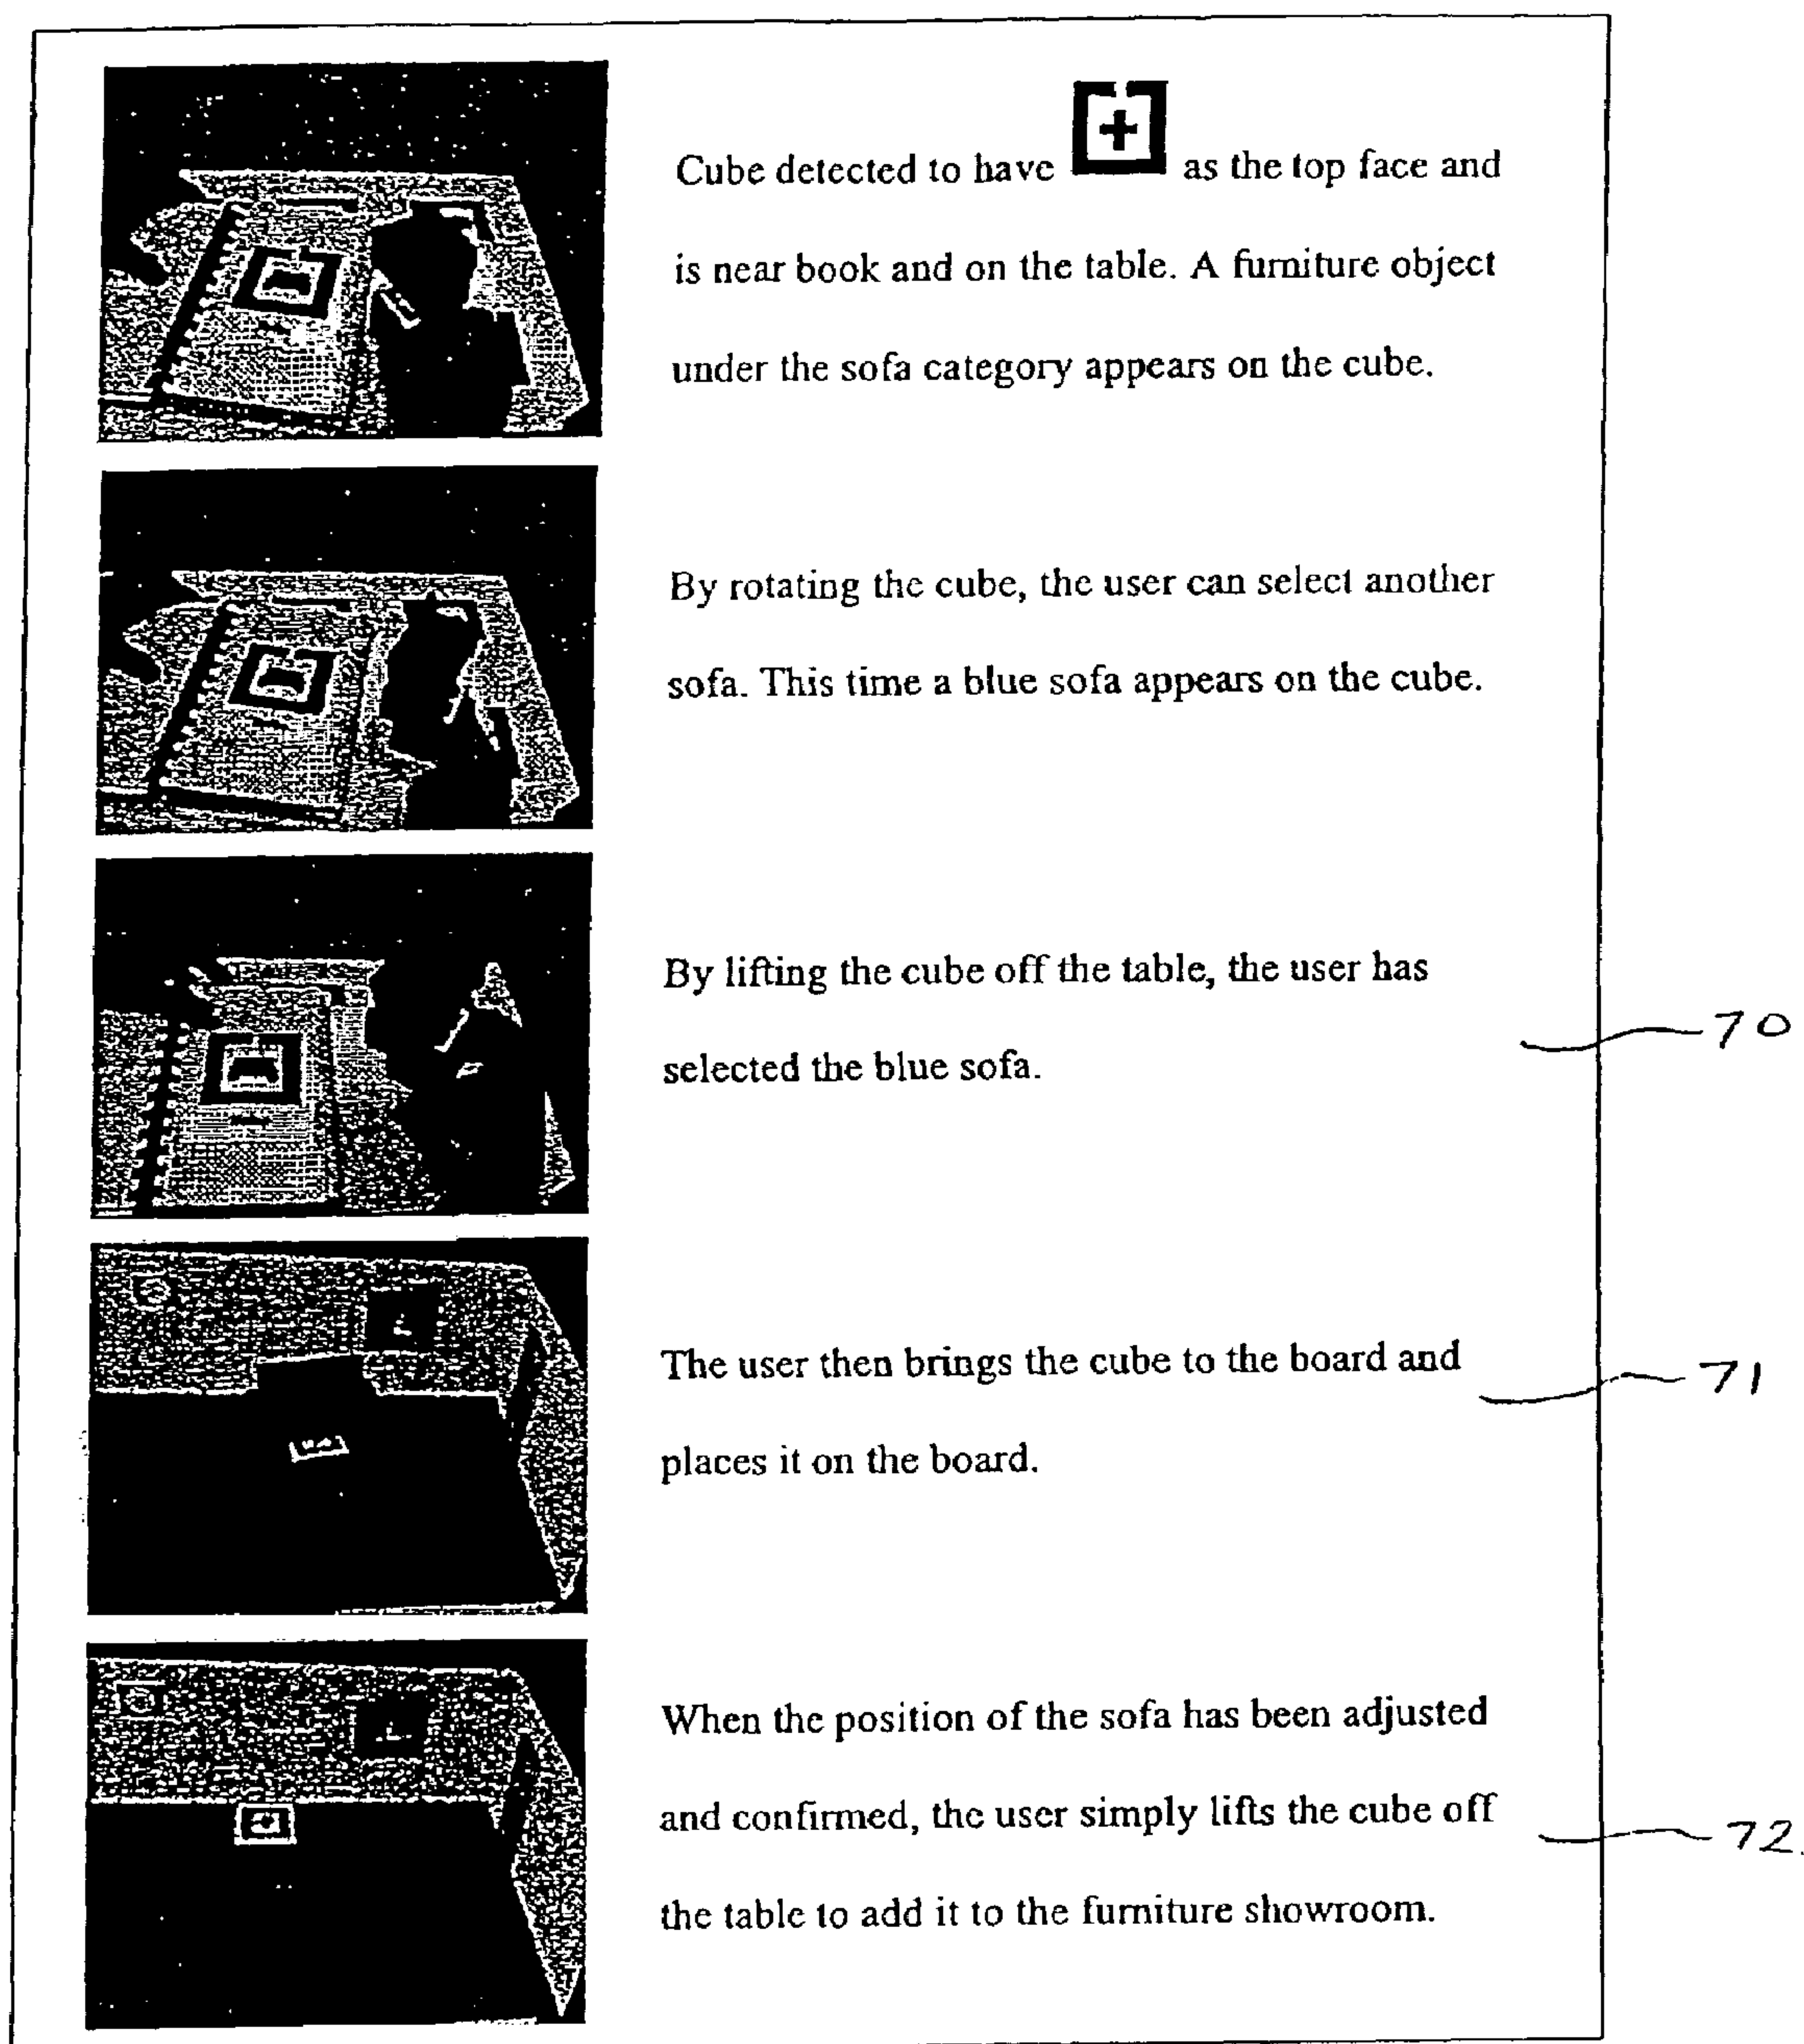 Cube detected to have + as the top face and
is near book and on the table. A furniture object
under the sofa category appears on the cube.
By rotating the cube, the user can select another
sofa. This time a blue sofa appears on the cube.
By lifting the cube off the table, the user has
70
selected the blue sofa.
The user then brings the cube to the board and
71
places it on the board.
When the position of the sofa has been adjusted
and confirmed, the user simply lifts the cube off
72.
the table to add it to the furniture showroom.